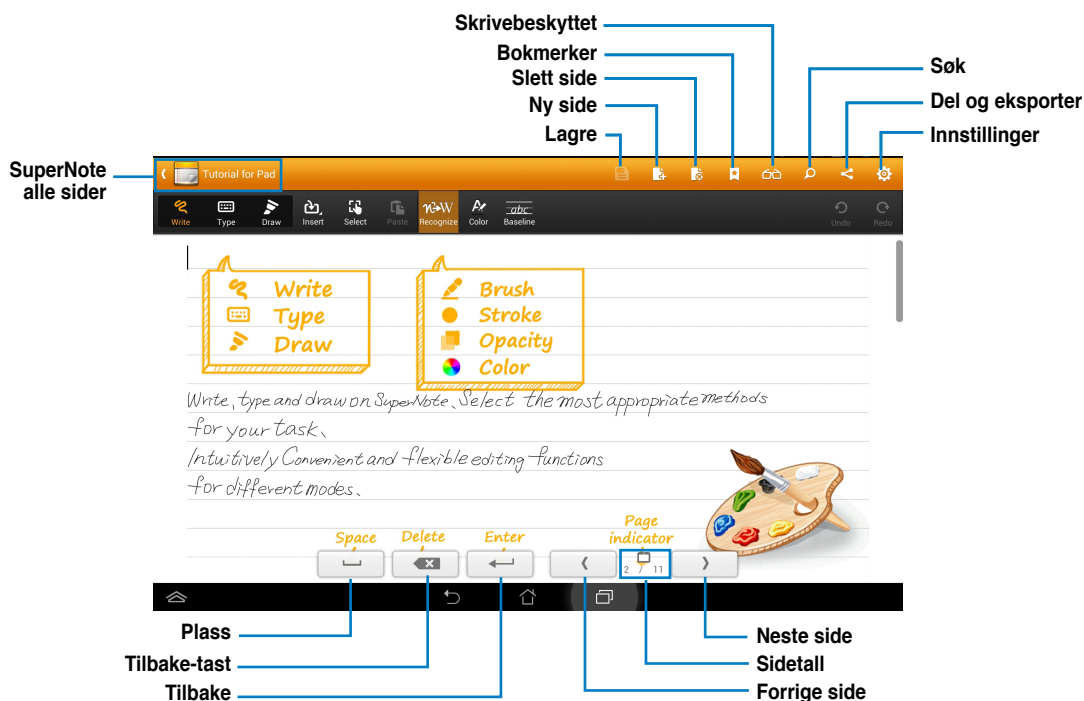 Skrivebeskyttet
Bokmerker
Slett side
Ny side
Lagre
Søk
Del og eksporter
Innstillinger
SuperNote
alle sider
Tutorial for Pad
Write
Type
Draw
Insert
Select
Paste
Recognize
Color
abc
Baseline
Undo
Redo
Write
Type
Draw
Brush
Stroke
Opacity
Color
Write, type and draw on SuperNote. Select the most appropriate methods
for your task.
Intuitively Convenient and flexible editing functions
for different modes.
Space
Delete
Enter
Page
indicator
2 / 11
Plass
Tilbake-tast
Tilbake
Neste side
Sidetall
Forrige side